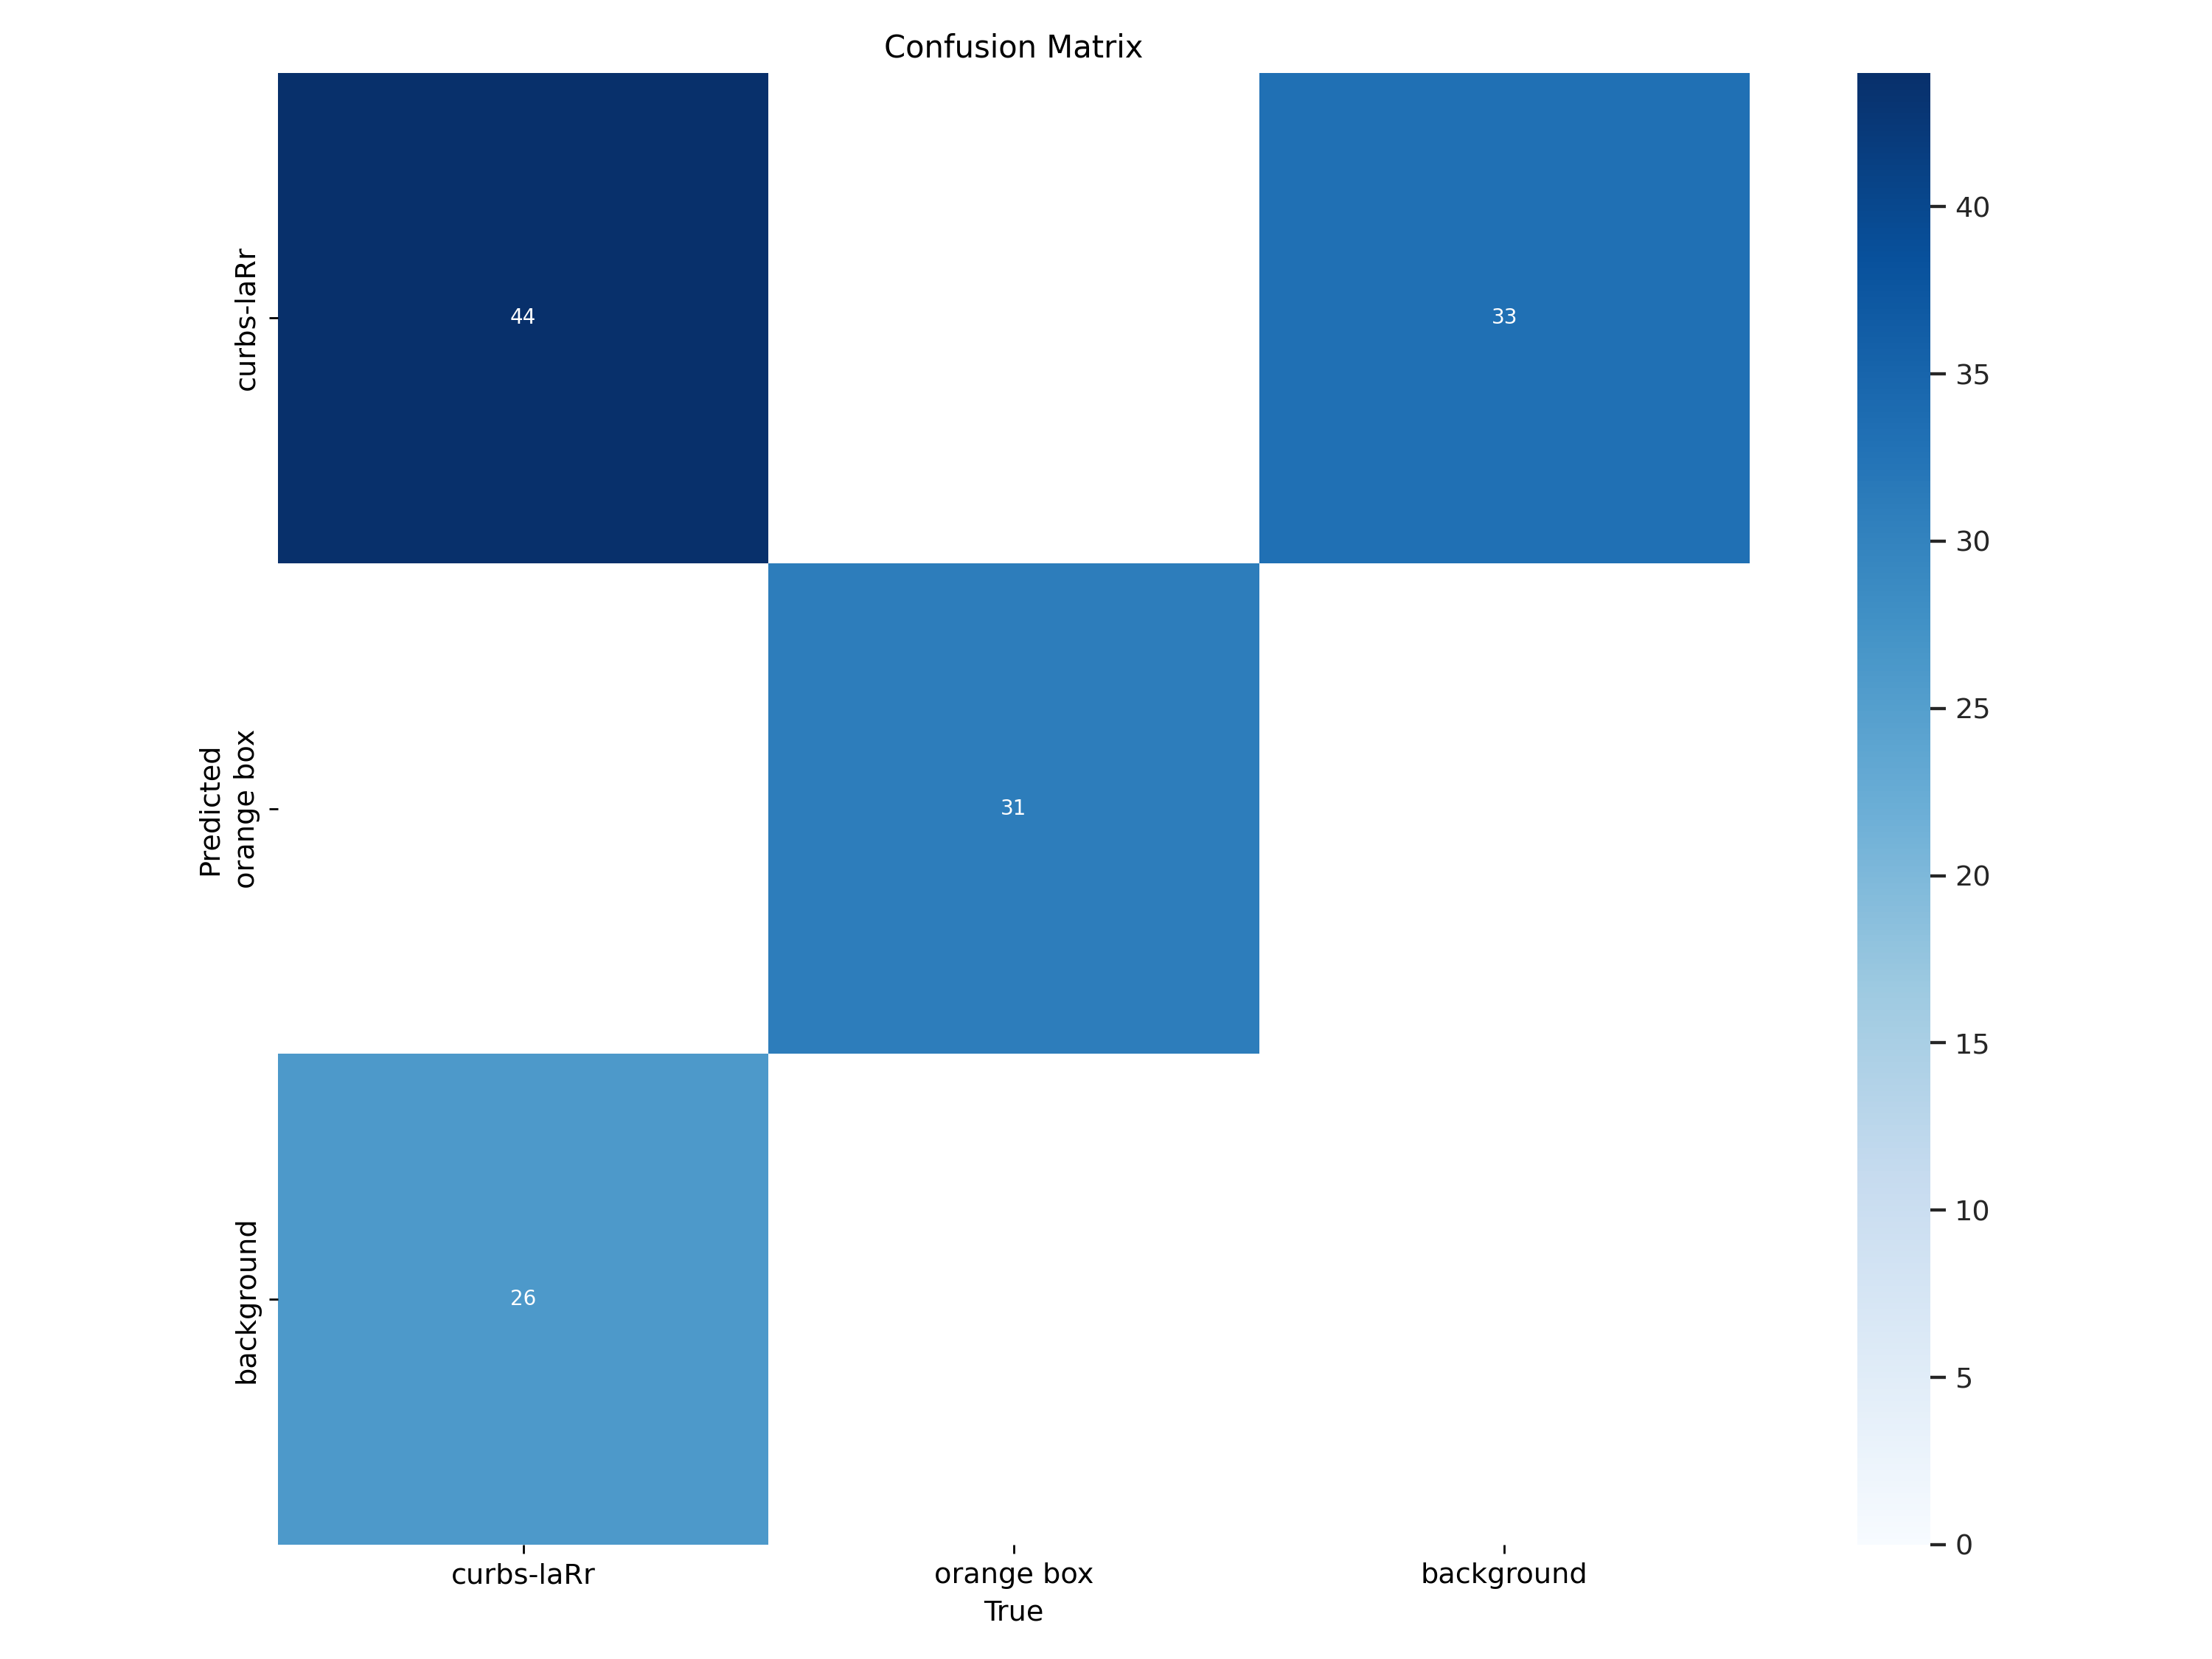 Confusion Matrix
curbs-laRr
44
33
40
35
30
Predicted
orange box
31
25
20
15
background
26
10
5
0
curbs-laRr
orange box
background
True